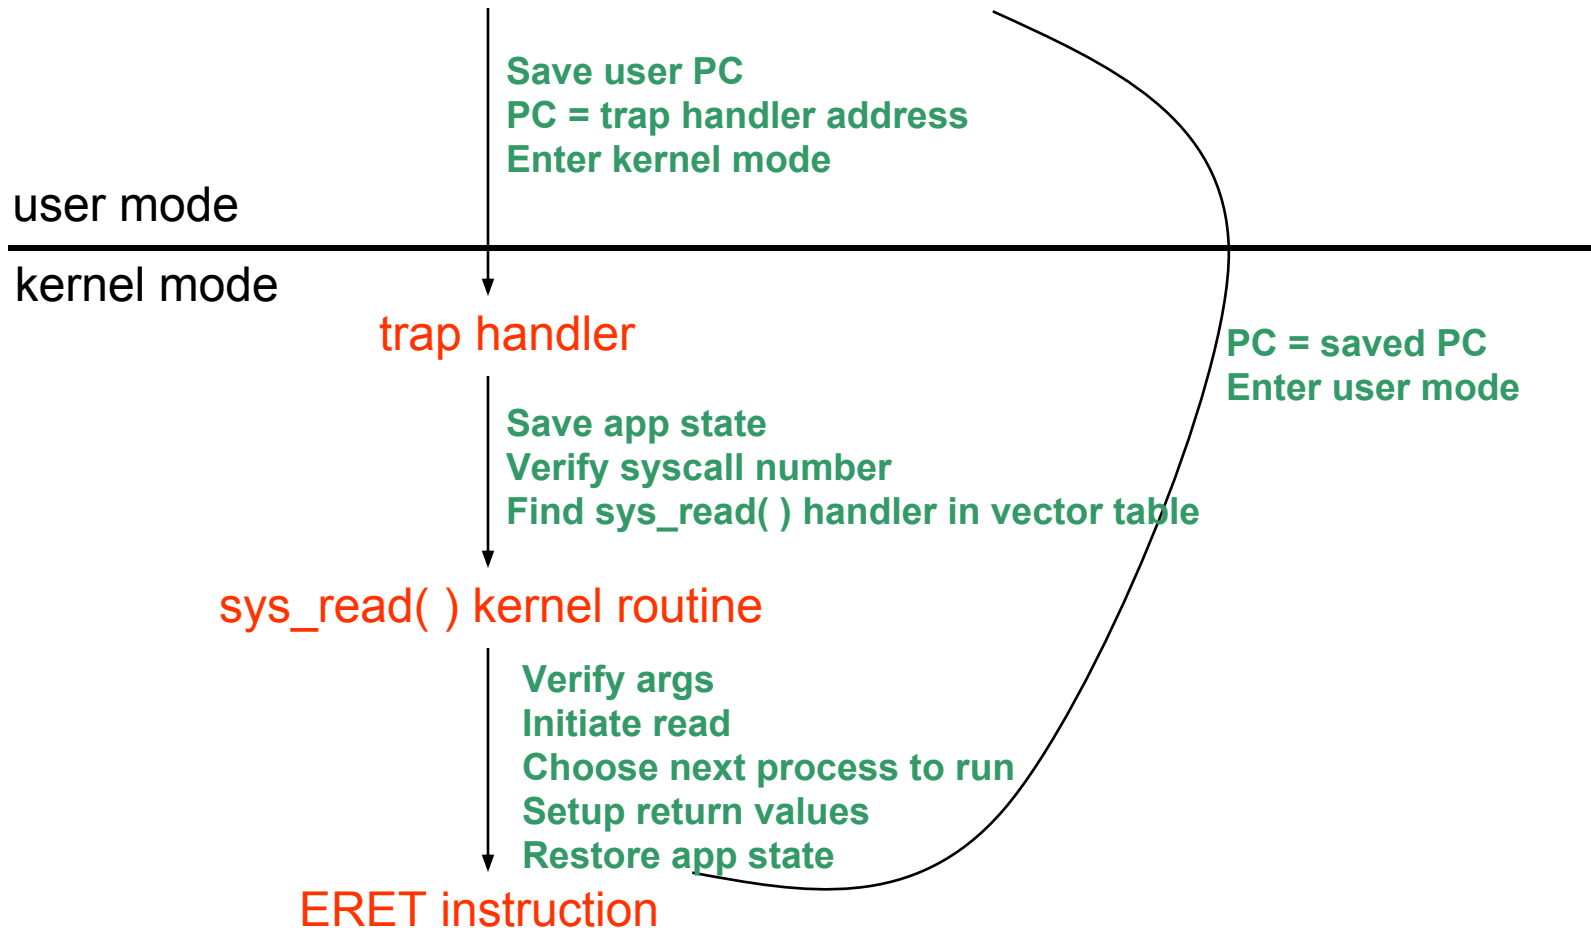 Save user PC
PC = trap handler address
Enter kernel mode
user mode
kernel mode
trap handler
PC = saved PC
Enter user mode
Save app state
Verify syscall number
Find sys_read( ) handler in vector table
sys_read( ) kernel routine
Verify args
Initiate read
Choose next process to run
Setup return values
Restore app state
ERET instruction